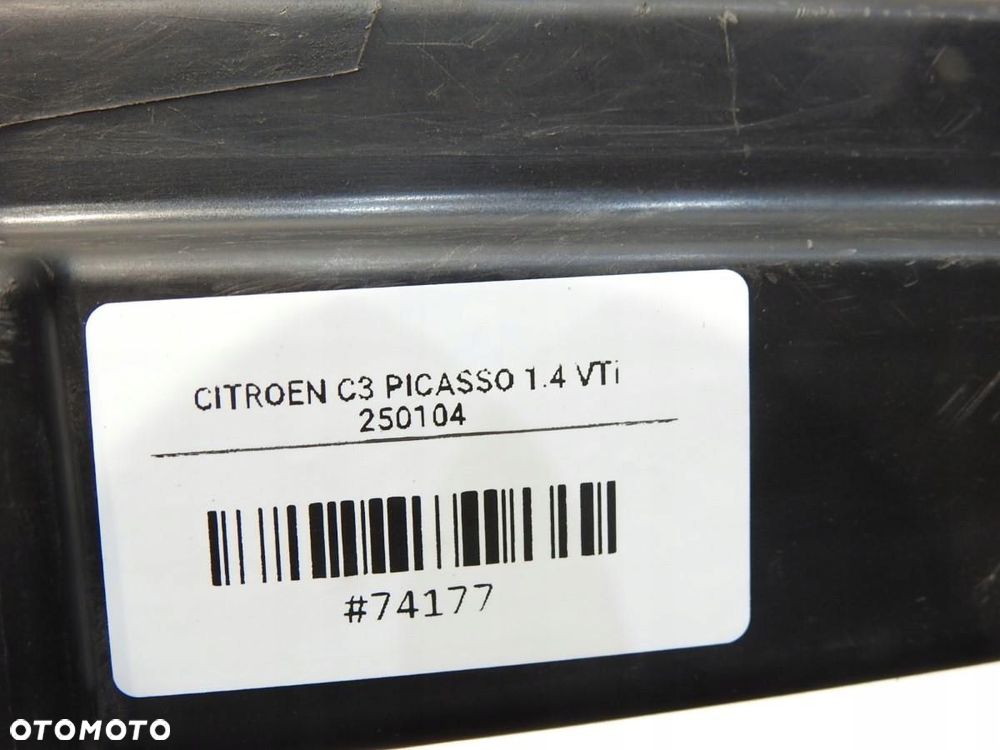 CITROEN C3 PICASSO 1.4 VTi
250104
#74177
OTOMOTO